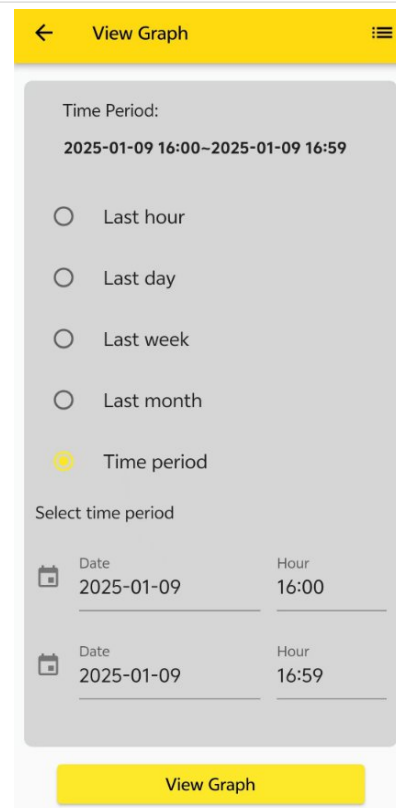 View Graph
Time Period:
2025-01-09 16:00~2025-01-09 16:59
Last hour
Last day
Last week
Last month
Time period
Select time period
Date Hour
2025-01-09 16:00
Date Hour
2025-01-09 16:59
View Graph